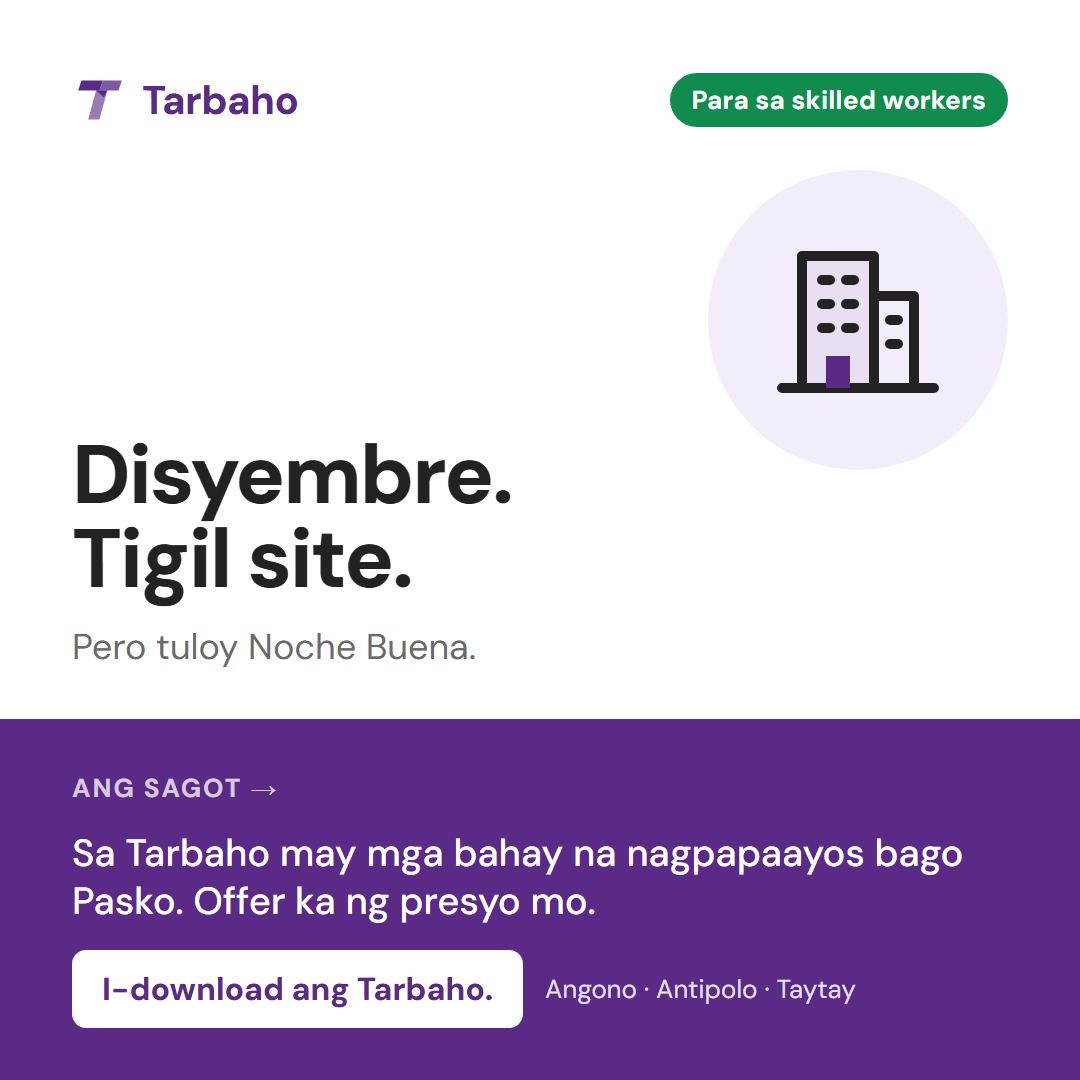 Tarbaho
Para sa skilled workers
Disyembre.
Tigil site.
Pero tuloy Noche Buena.
ANG SAGOT →
Sa Tarbaho may mga bahay na nagpapaayos bago
Pasko. Offer ka ng presyo mo.
I-download ang Tarbaho.
Angono · Antipolo · Taytay